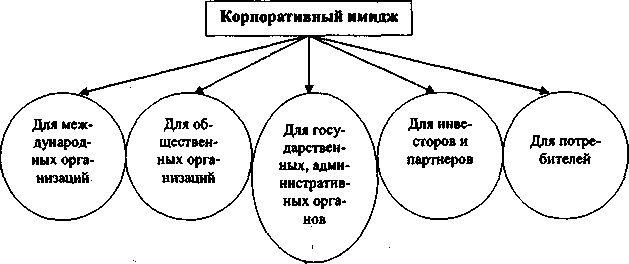 Корпоративный имидж
Для меж-
дународ-
ных орга-
низаций
Для об-
ществен-
ных орга-
низаций
Для госу-
дарствен-
ных, адми-
нистратив-
ных орга-
нов
Для инве-
сторов и
партнеров
Для потре-
бителей